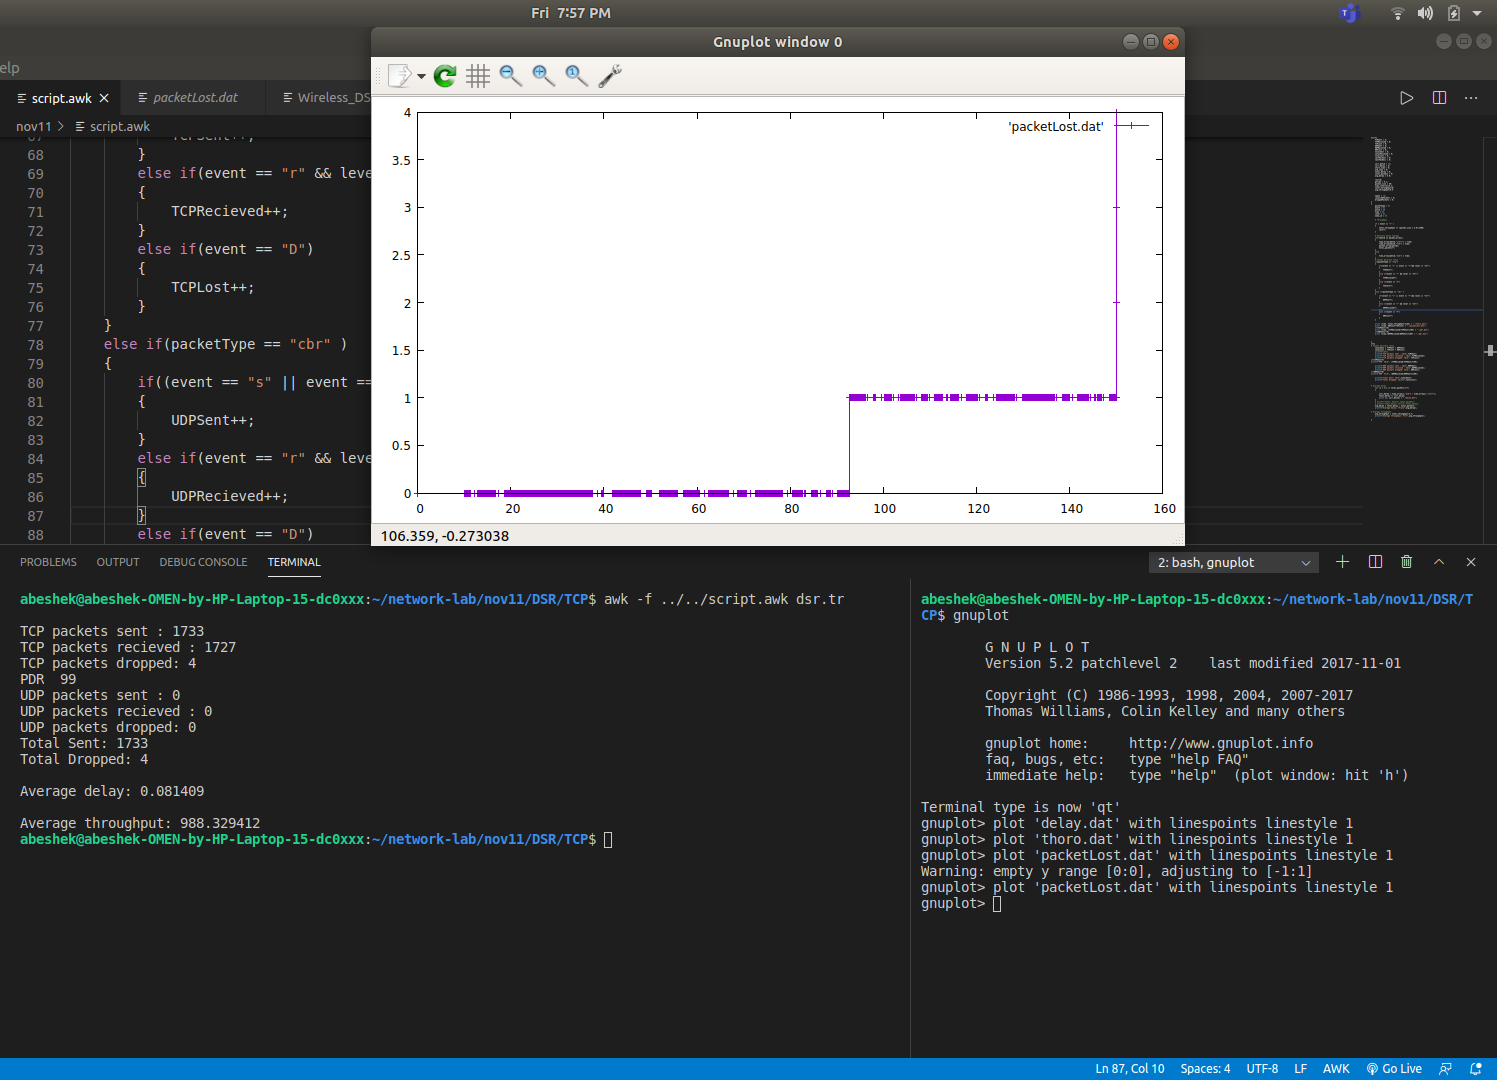 Fri 7:57 PM
Gnuplot window 0
elp
script.awk
packetLost.dat
Wireless_DS
nov11 > script.awk
'packetLost.dat'
4
3.5
3
2.5
2
1.5
1
0.5
0
0 20 40 60 80 100 120 140 160
106.359, -0.273038
67 TCPSent++;
68 }
69 else if(event == "r" && leve
70 {
71 TCPRecieved++;
72 }
73 else if(event == "D")
74 {
75 TCPLost++;
76 }
77 }
78 else if(packetType == "cbr" )
79 {
80 if((event == "s" || event ==
81 {
82 UDPSent++;
83 }
84 else if(event == "r" && leve
85 {
86 UDPRecieved++;
87 }
88 else if(event == "D")
PROBLEMS OUTPUT DEBUG CONSOLE TERMINAL
2: bash, gnuplot
abeshek@abeshek-OMEN-by-HP-Laptop-15-dc0xxx:~/network-lab/nov11/DSR/TCP$ awk -f ../../script.awk dsr.tr
TCP packets sent : 1733
TCP packets recieved : 1727
TCP packets dropped: 4
PDR 99
UDP packets sent : 0
UDP packets recieved : 0
UDP packets dropped: 0
Total Sent: 1733
Total Dropped: 4
Average delay: 0.081409
Average throughput: 988.329412
abeshek@abeshek-OMEN-by-HP-Laptop-15-dc0xxx:~/network-lab/nov11/DSR/TCP$
abeshek@abeshek-OMEN-by-HP-Laptop-15-dc0xxx:~/network-lab/nov11/DSR/T
CP$ gnuplot
G N U P L O T
Version 5.2 patchlevel 2 last modified 2017-11-01
Copyright (C) 1986-1993, 1998, 2004, 2007-2017
Thomas Williams, Colin Kelley and many others
gnuplot home: http://www.gnuplot.info
faq, bugs, etc: type "help FAQ"
immediate help: type "help" (plot window: hit 'h')
Terminal type is now 'qt'
gnuplot> plot 'delay.dat' with linespoints linestyle 1
gnuplot> plot 'thoro.dat' with linespoints linestyle 1
gnuplot> plot 'packetLost.dat' with linespoints linestyle 1
Warning: empty y range [0:0], adjusting to [-1:1]
gnuplot> plot 'packetLost.dat' with linespoints linestyle 1
gnuplot>
Ln 87, Col 10 Spaces: 4 UTF-8 LF AWK Go Live